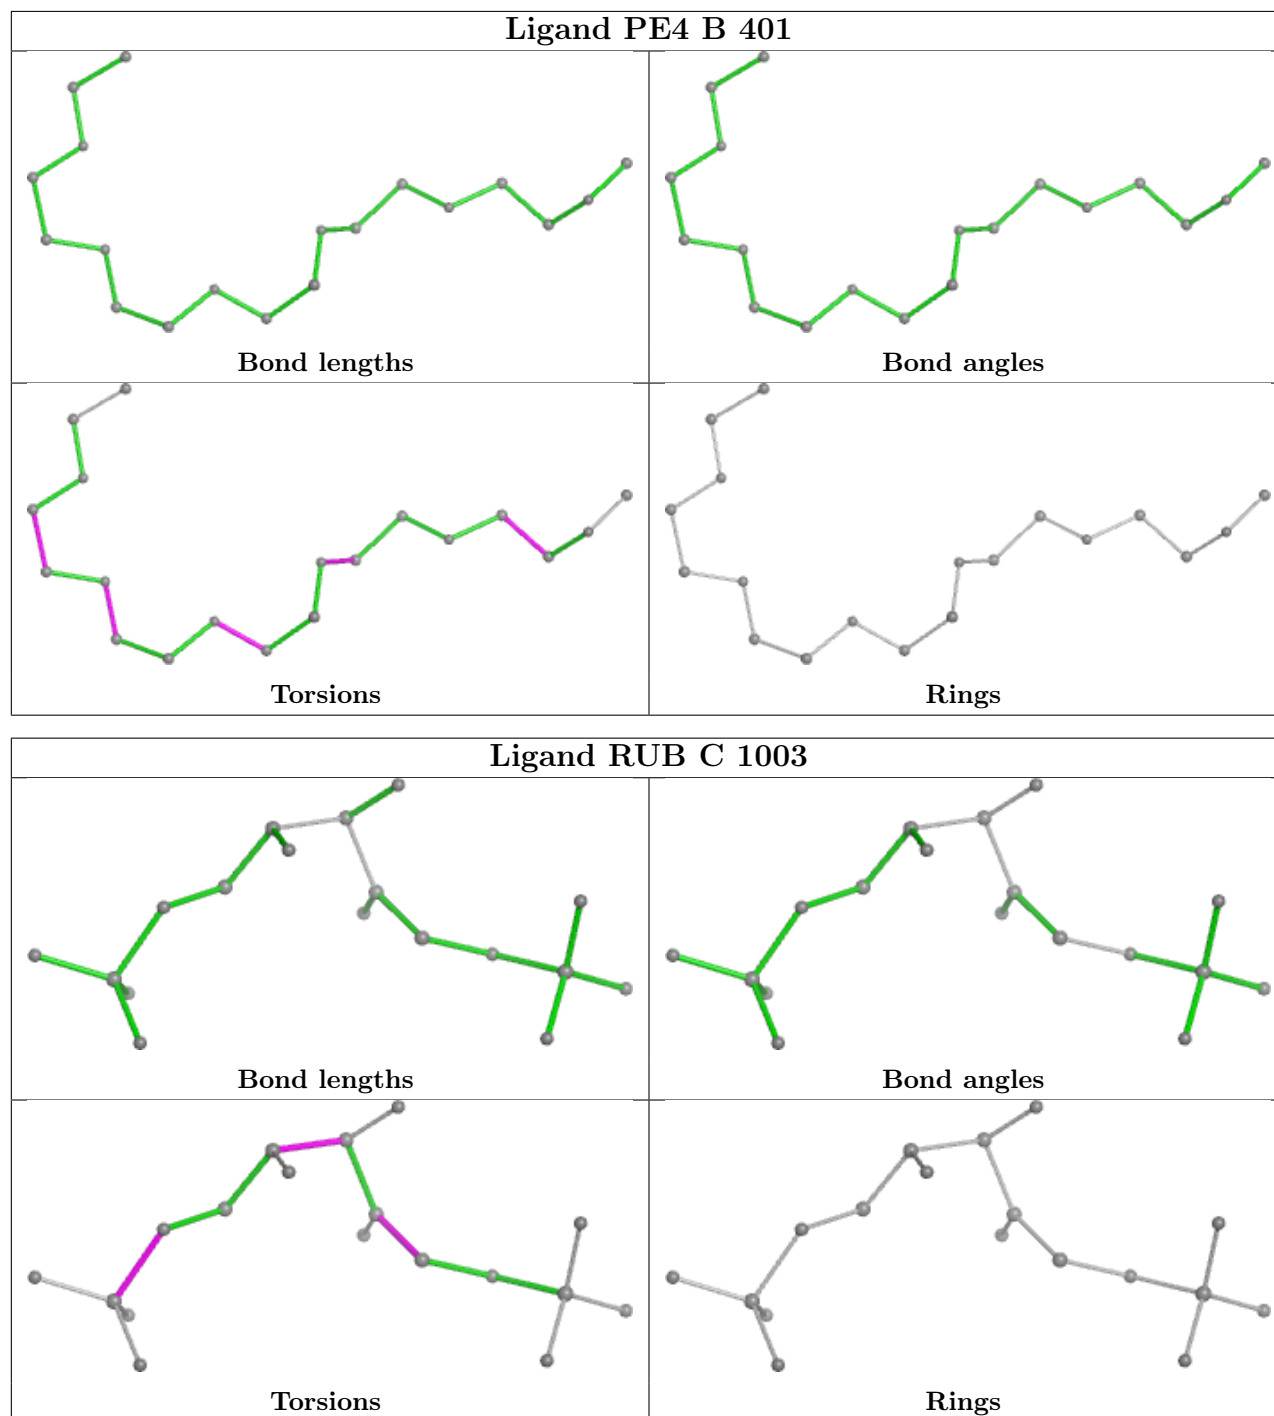 Ligand PE4 B 401
Bond lengths
Bond angles
Torsions
Rings
Ligand RUB C 1003
Bond lengths
Bond angles
Torsions
Rings